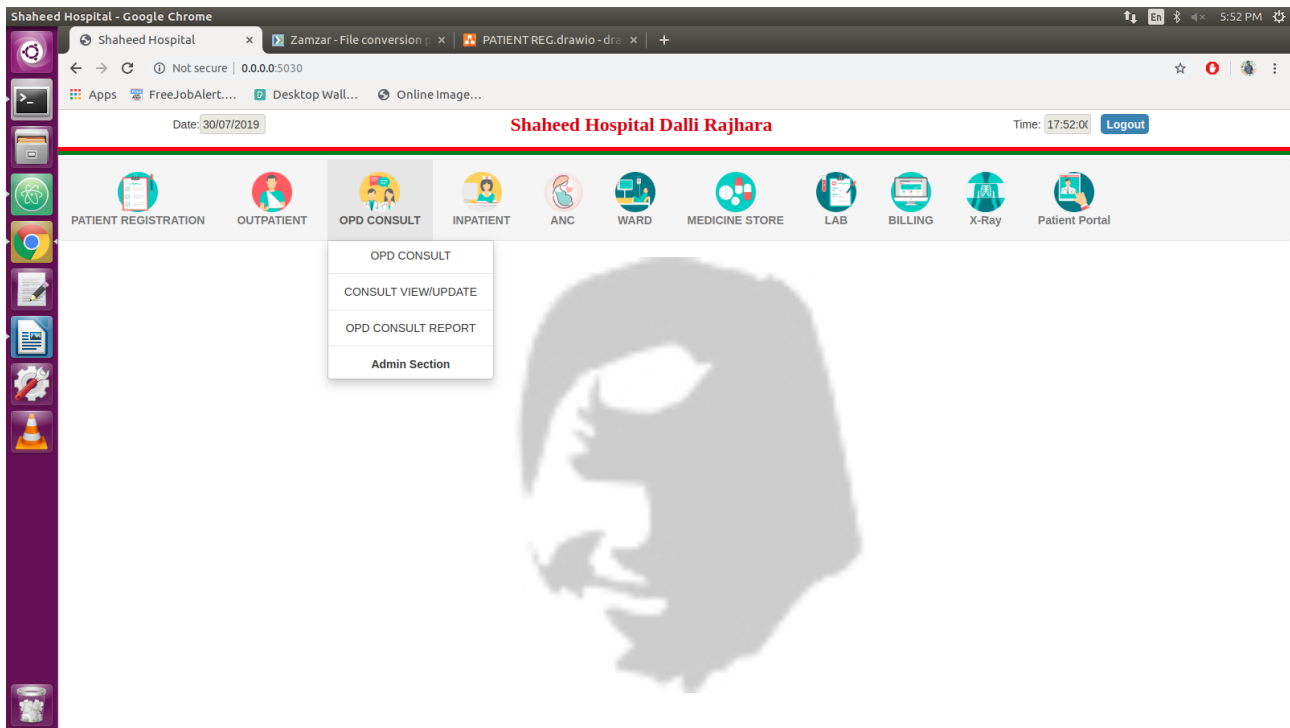 Shaheed Hospital - Google Chrome
En
5:52 PM
Shaheed Hospital
Zamzar - File conversion p
PATIENT REG.drawio - dra
Not secure | 0.0.0.0:5030
Apps
FreeJobAlert....
Desktop Wall...
Online Image...
Date: 30/07/2019
Shaheed Hospital Dalli Rajhara
Time: 17:52:0(
Logout
PATIENT REGISTRATION
OUTPATIENT
OPD CONSULT
INPATIENT
ANC
WARD
MEDICINE STORE
LAB
BILLING
X-Ray
Patient Portal
OPD CONSULT
CONSULT VIEW/UPDATE
OPD CONSULT REPORT
Admin Section